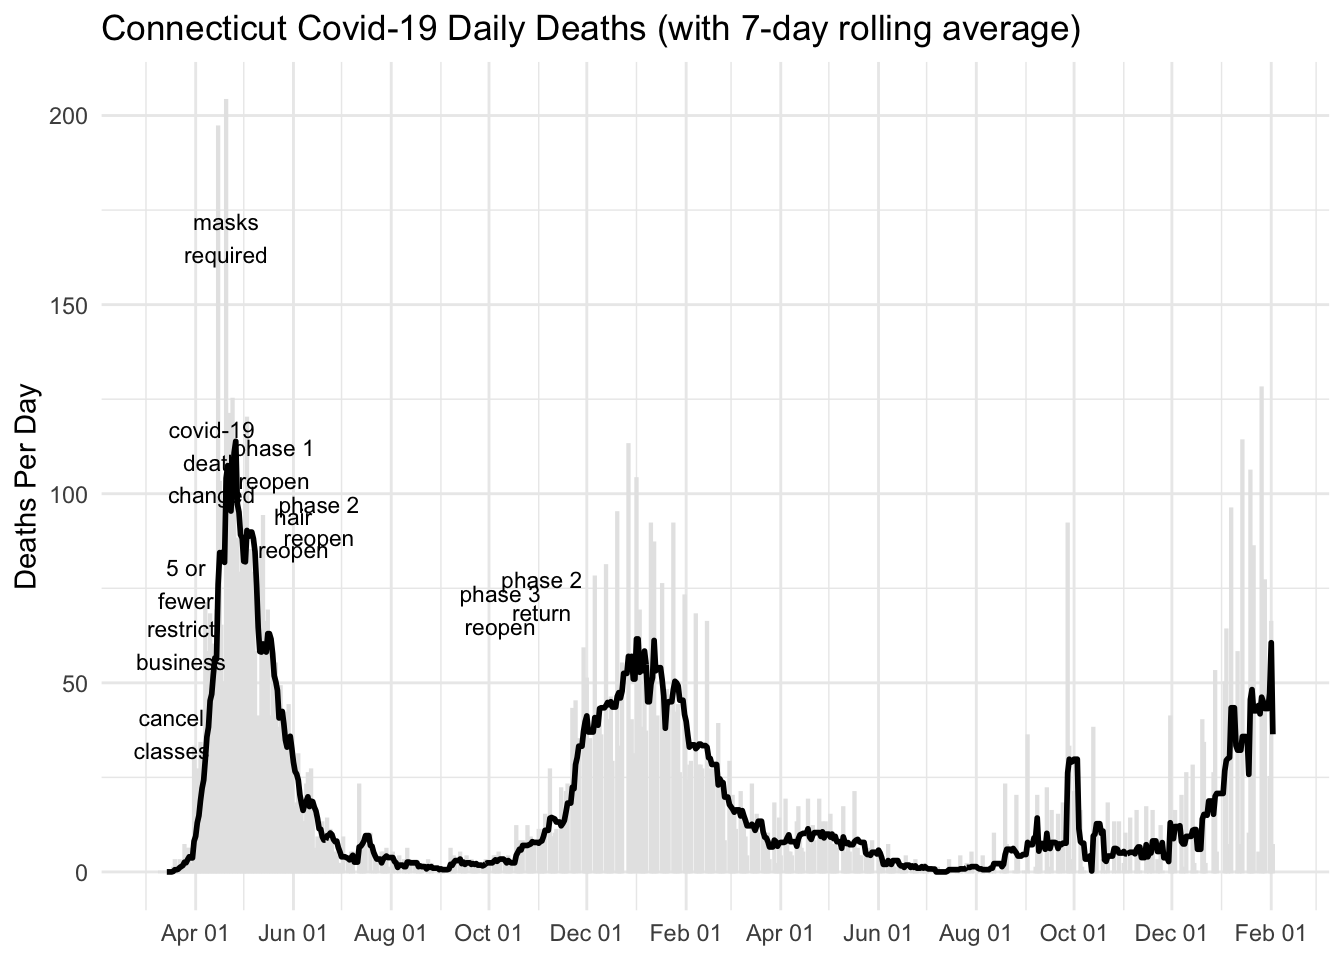 Connecticut Covid-19 Daily Deaths (with 7-day rolling average)
Deaths Per Day
200
150
100
50
0
masks
required
covid-19
death
changed
phase 1
reopen
phase 2
reopen
hair
reopen
5 or
fewer
restrict
business
cancel
classes
phase 3
reopen
phase 2
return
Apr 01 Jun 01 Aug 01 Oct 01 Dec 01 Feb 01 Apr 01 Jun 01 Aug 01 Oct 01 Dec 01 Feb 01